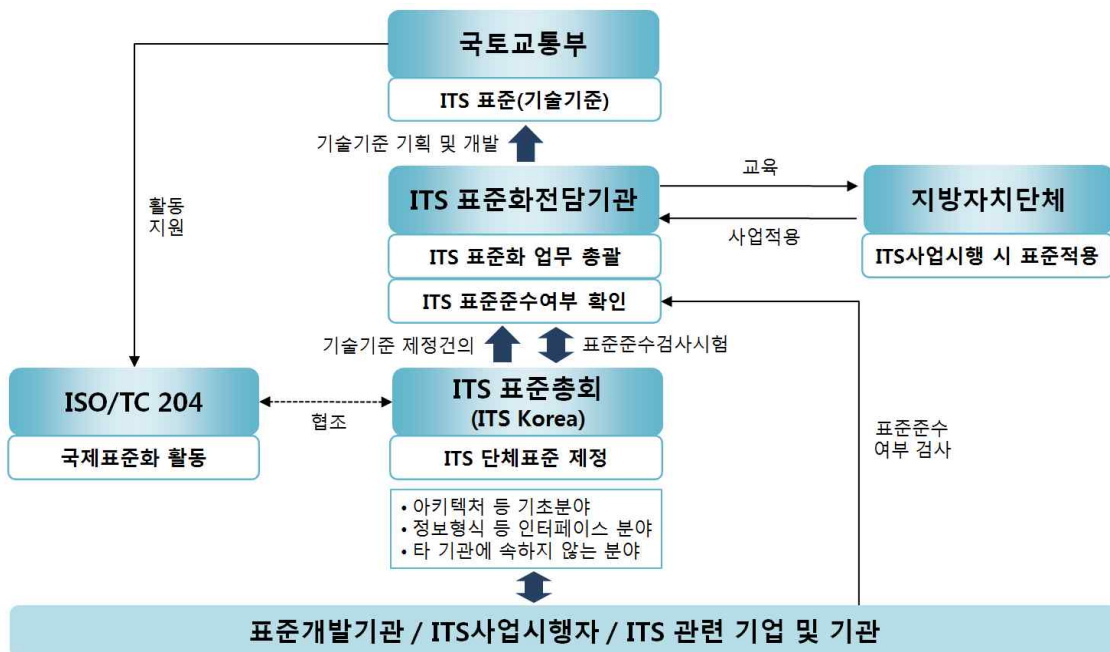 국토교통부
ITS 표준(기술기준)
기술기준 기획 및 개발
활동
지원
ITS 표준화전담기관
ITS 표준화 업무 총괄
ITS 표준준수여부 확인
교육
사업적용
지방자치단체
ITS사업시행 시 표준적용
기술기준 제정건의
표준준수검사시험
ISO/TC 204
국제표준화 활동
협조
ITS 표준총회
(ITS Korea)
ITS 단체표준 제정
표준준수
여부 검사
• 아키텍처 등 기초분야
• 정보형식 등 인터페이스 분야
• 타 기관에 속하지 않는 분야
표준개발기관 / ITS사업시행자 / ITS 관련 기업 및 기관